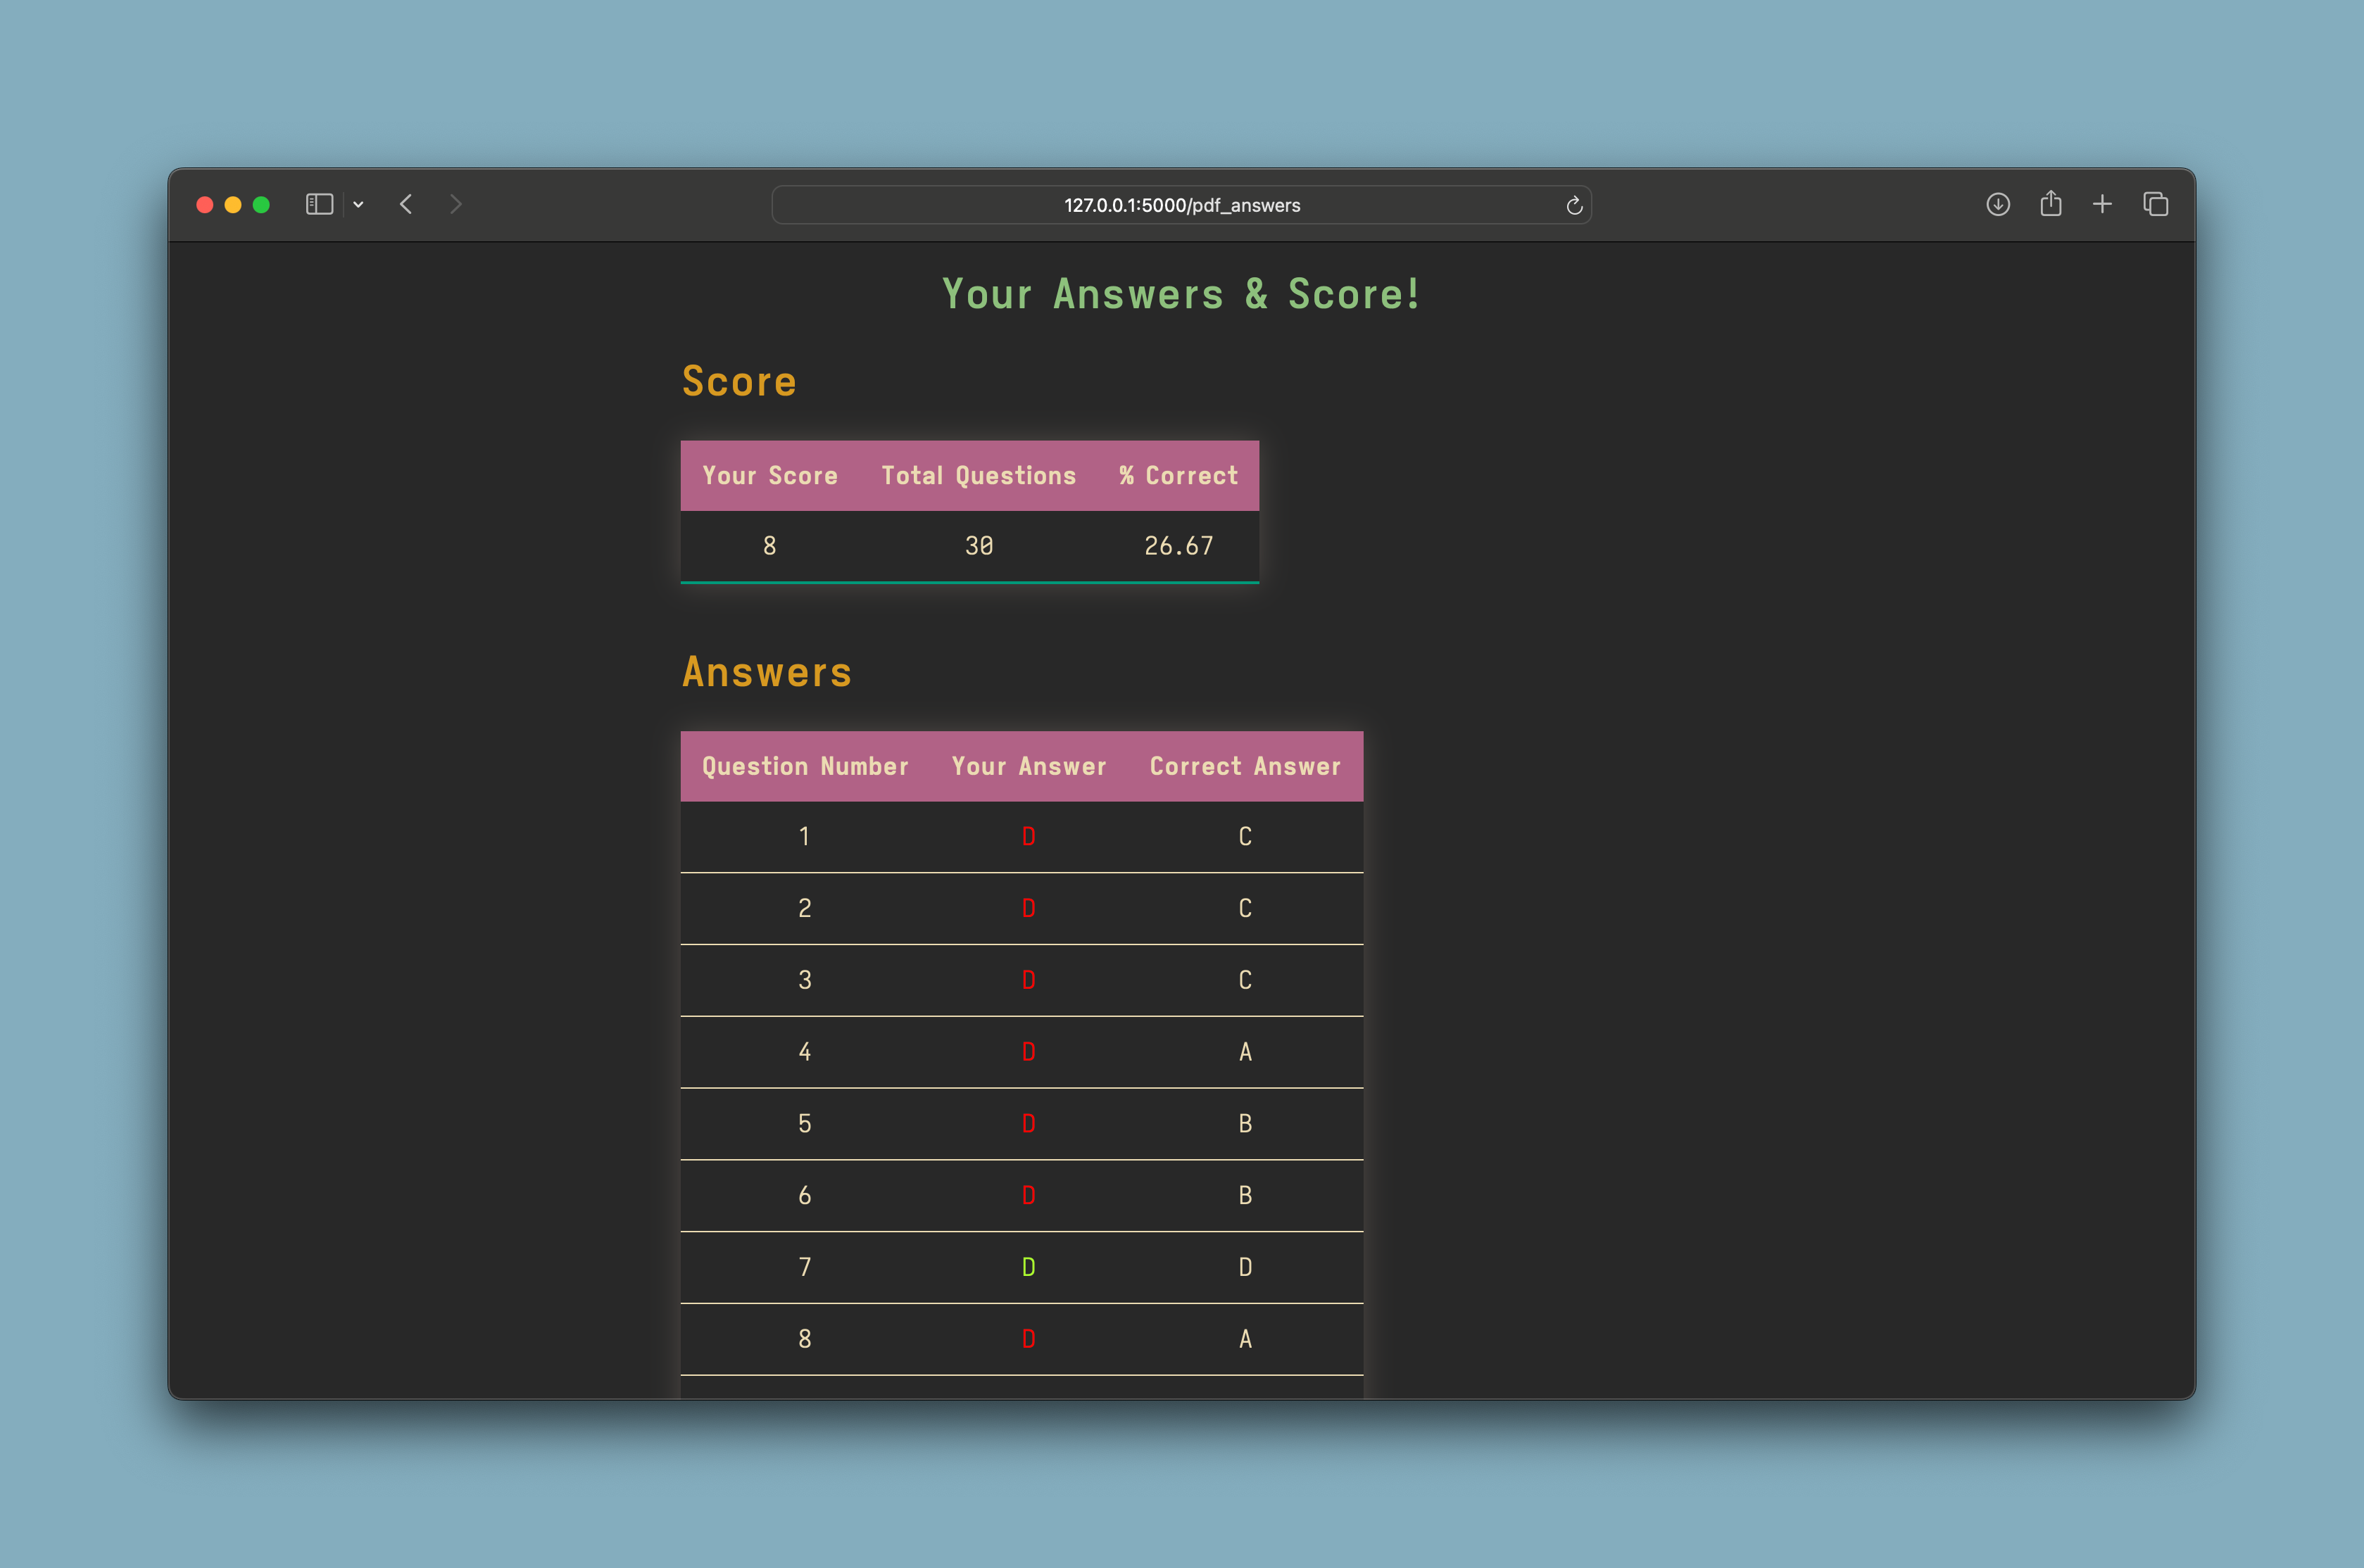 127.0.0.1:5000/pdf_answers
Your Answers & Score!
Score
Your Score Total Questions % Correct
8 30 26.67
Answers
Question Number Your Answer Correct Answer
1 D C
2 D C
3 D C
4 D A
5 D B
6 D B
7 D D
8 D A